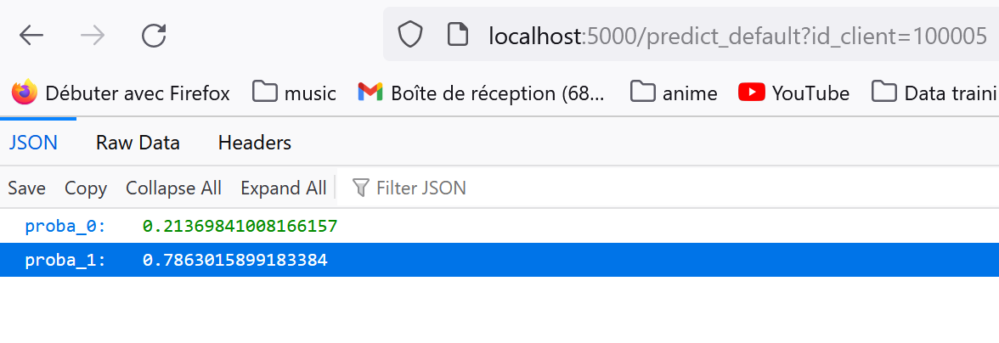 localhost:5000/predict_default?id_client=100005
Débuter avec Firefox music Boîte de réception (68... anime YouTube Data traini
JSON Raw Data Headers
Save Copy Collapse All Expand All Filter JSON
proba_0: 0.21369841008166157
proba_1: 0.7863015899183384